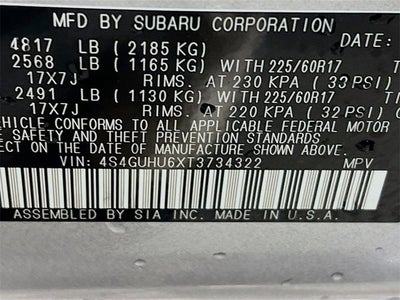 MFD BY SUBARU CORPORATION DATE:
4817 LB (2185 KG)
2568 LB (1165 KG) WITH 225/60R17
17X7J RIMS. AT 230 KPA (33 PSI)
2491 LB (1130 KG) WITH 225/60R17
17X7J RIMS. AT 220 KPA (32 PSI)
VEHICLE CONFORMS TO ALL APPLICABLE FEDERAL MOTOR
SAFETY AND THEFT PREVENTION STANDARDS
ON THE DATE OF MANUFACTURE SHOWN ABOVE.
VIN: 4S4GUHU6XT3734322 MPV
ASSEMBLED BY SIA INC. MADE IN U.S.A.